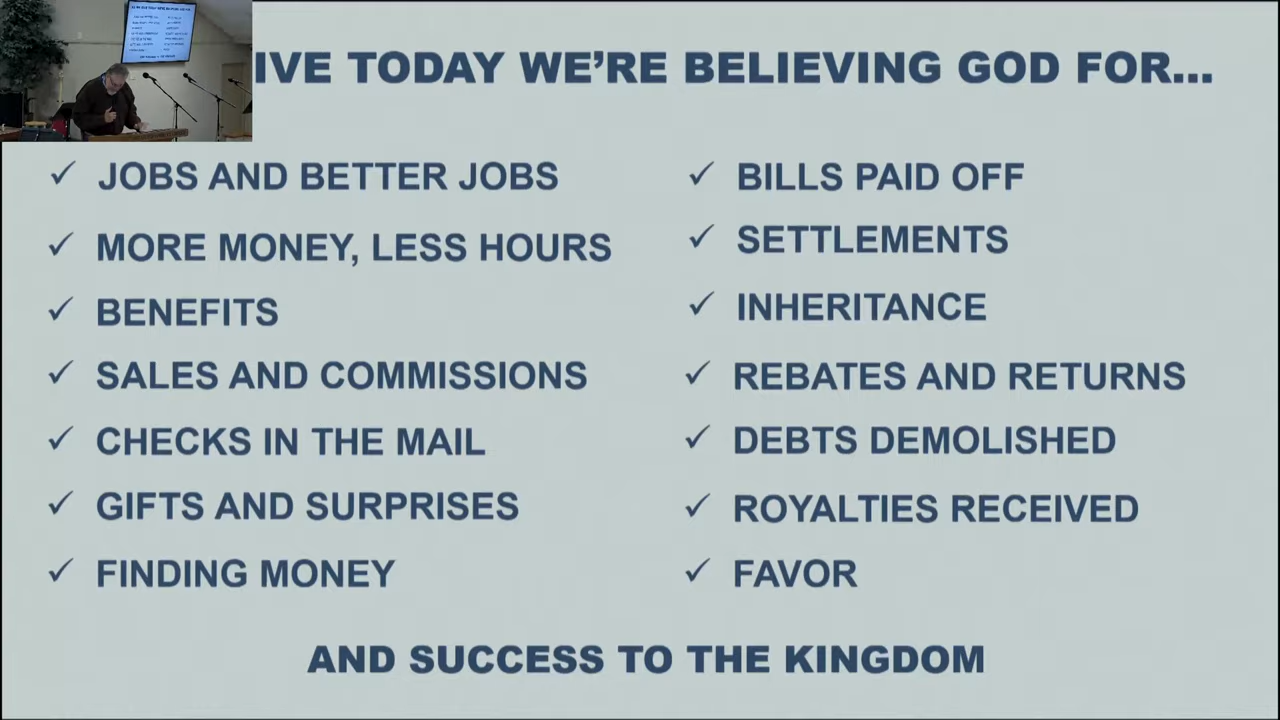 IVE TODAY WE'RE BELIEVING GOD FOR...
✓ JOBS AND BETTER JOBS
✓ MORE MONEY, LESS HOURS
✓ BENEFITS
✓ SALES AND COMMISSIONS
✓ CHECKS IN THE MAIL
✓ GIFTS AND SURPRISES
✓ FINDING MONEY
✓ BILLS PAID OFF
✓ SETTLEMENTS
✓ INHERITANCE
✓ REBATES AND RETURNS
✓ DEBTS DEMOLISHED
✓ ROYALTIES RECEIVED
✓ FAVOR
AND SUCCESS TO THE KINGDOM